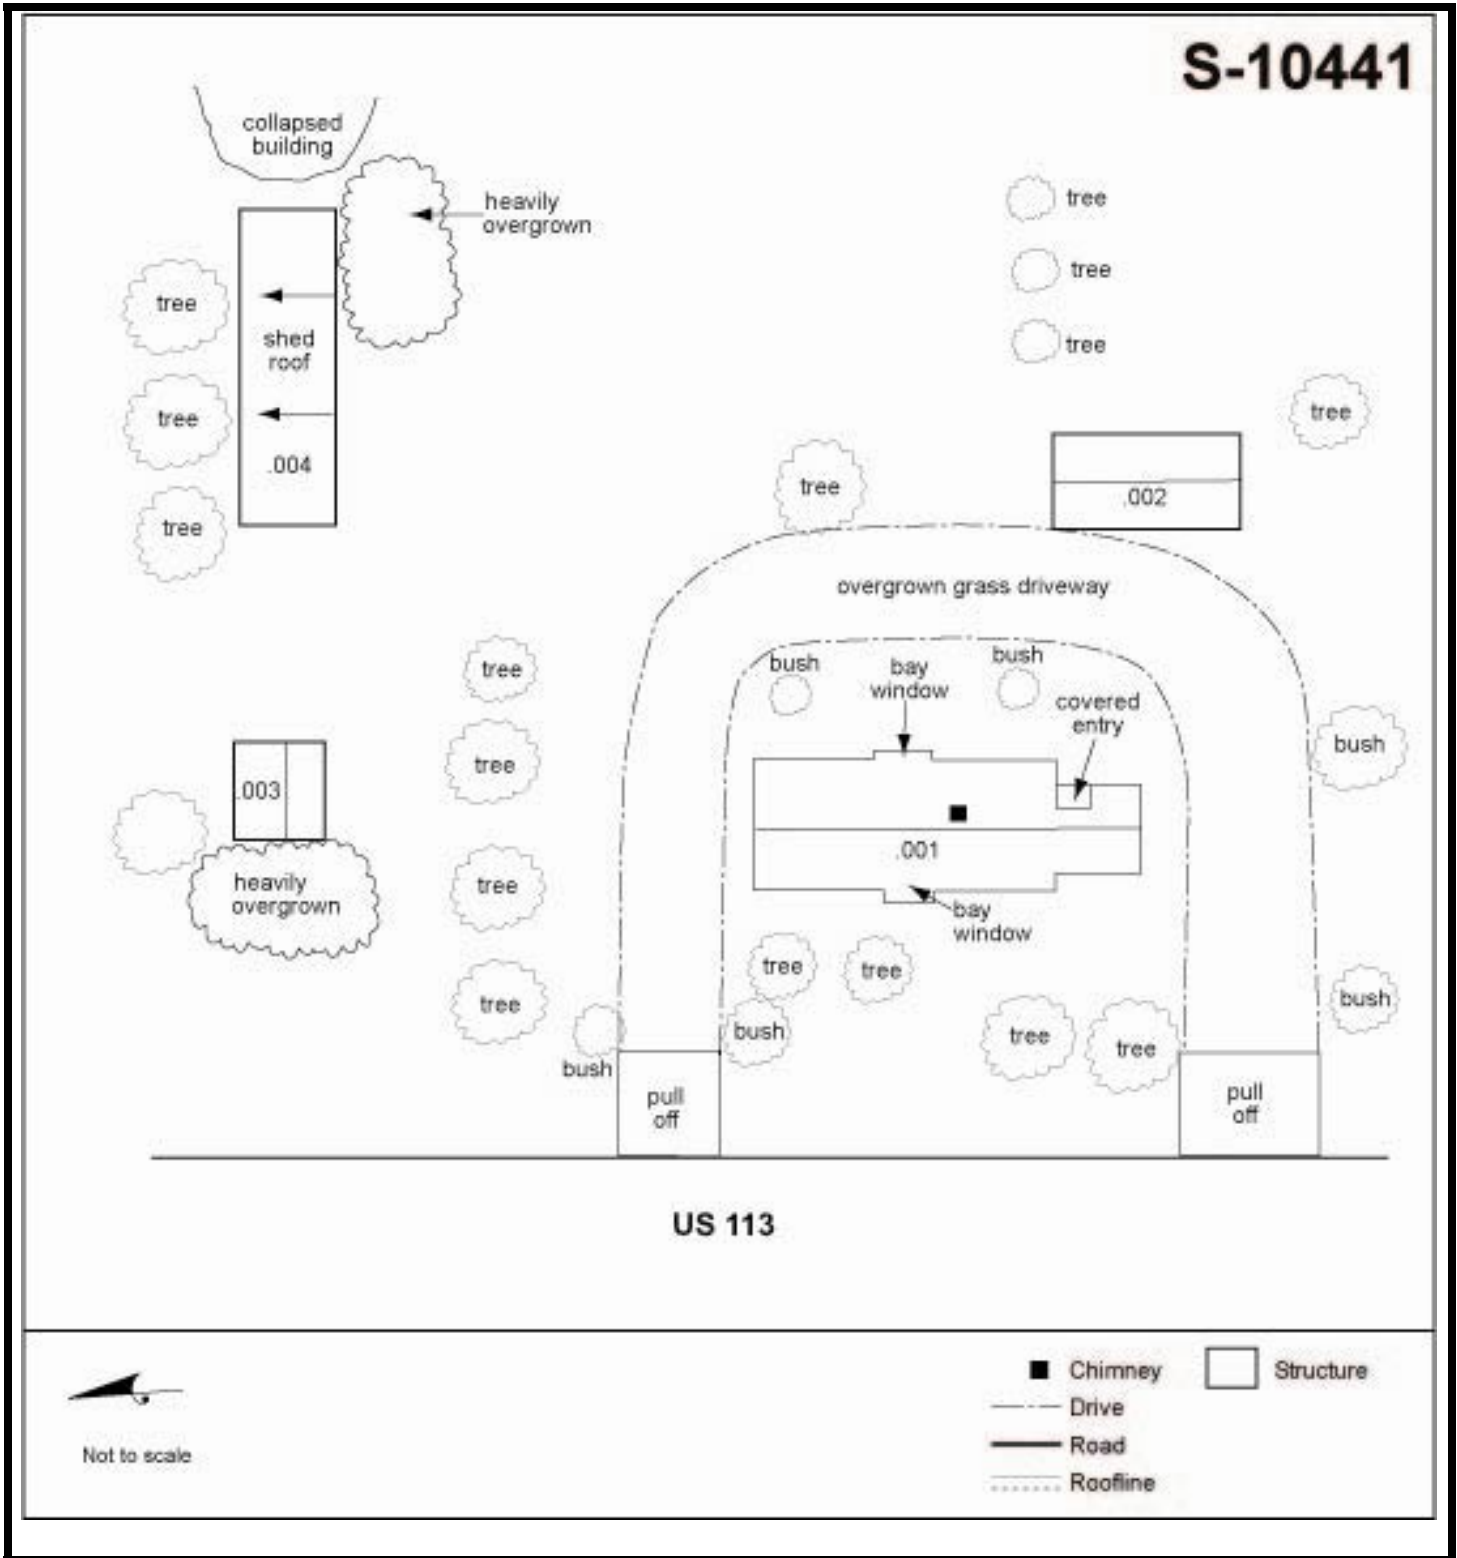 S-10441
collapsed
building
heavily
overgrown
tree
tree
tree
tree
shed
roof
tree
tree
.004
tree
tree
.002
tree
overgrown grass driveway
bush
bush
bay
window
covered
entry
tree
bush
tree
.003
.001
heavily
overgrown
tree
bay
window
tree
tree
tree
bush
bush
tree
tree
bush
pull
off
pull
off
US 113
Not to scale
Chimney
Structure
Drive
Road
Roofline